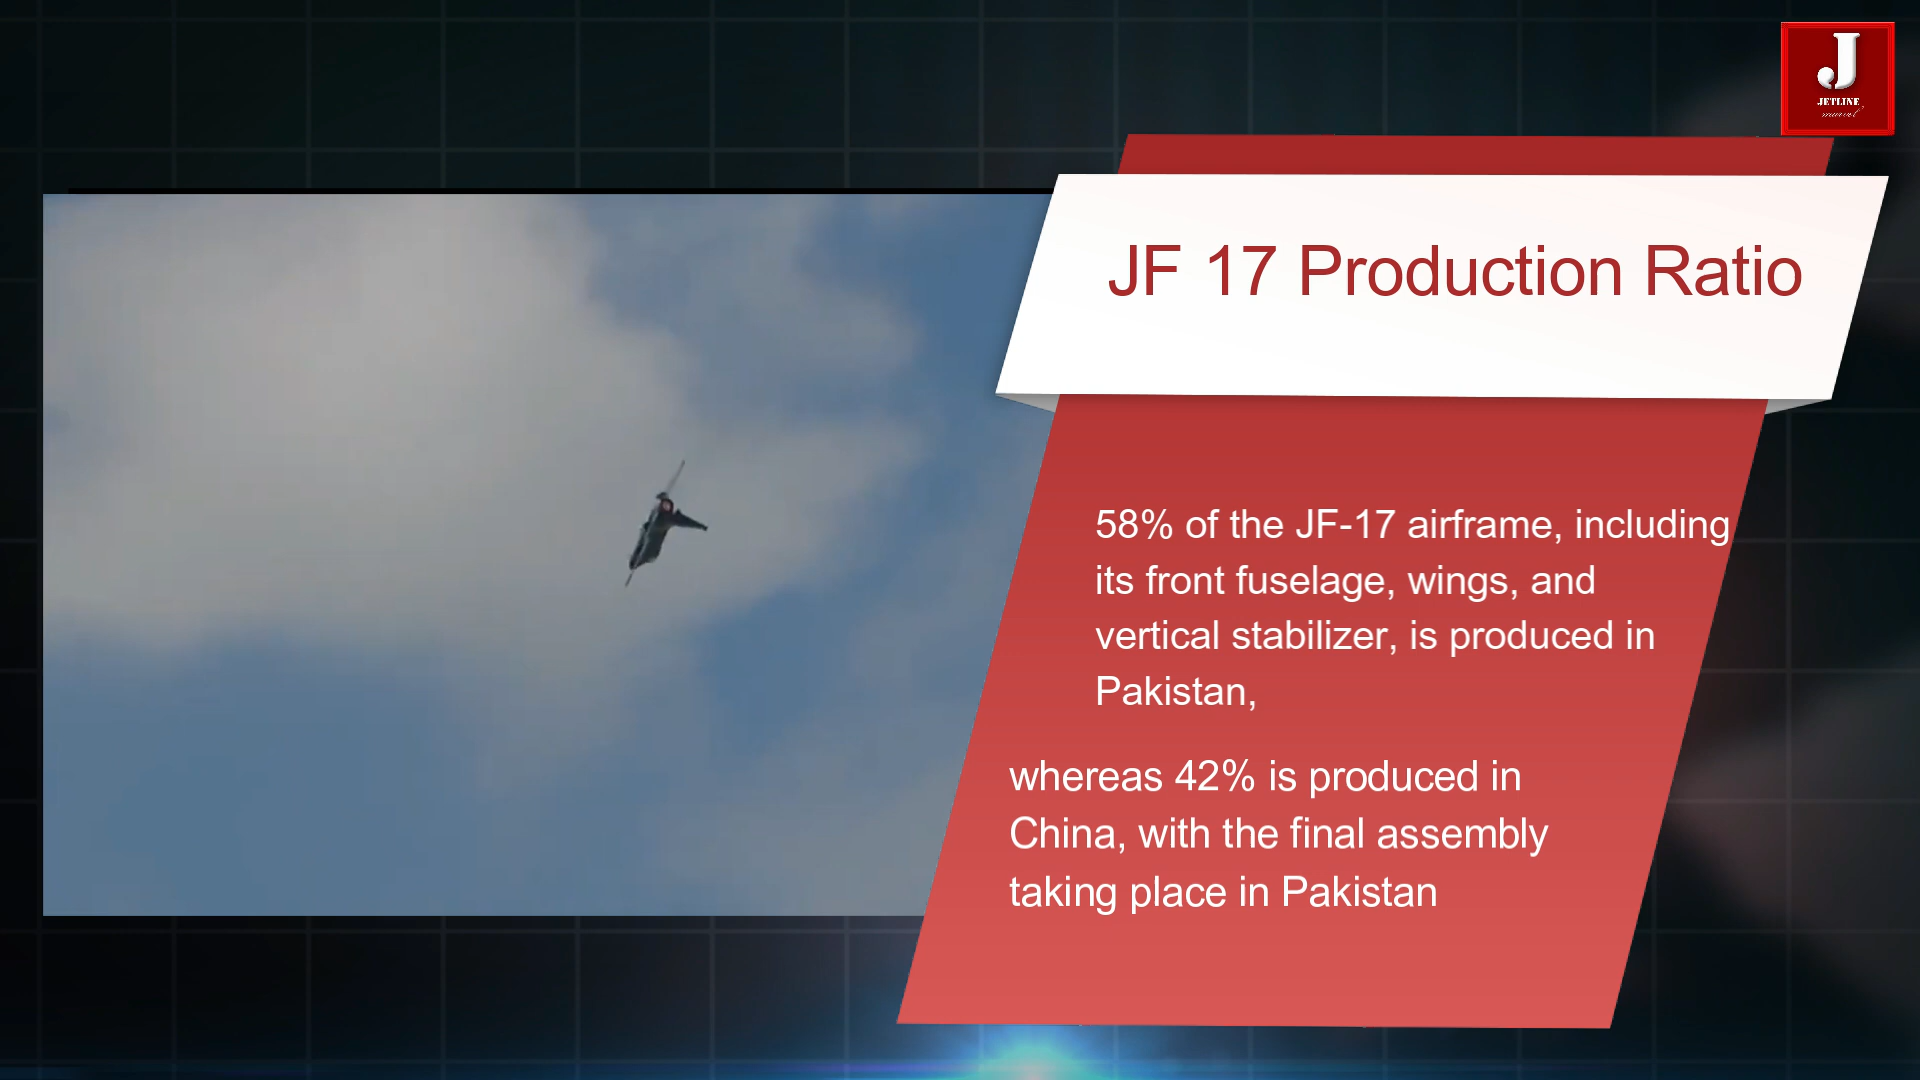 J
JETLINE
JF 17 Production Ratio
58% of the JF-17 airframe, including
its front fuselage, wings, and
vertical stabilizer, is produced in
Pakistan,
whereas 42% is produced in
China, with the final assembly
taking place in Pakistan